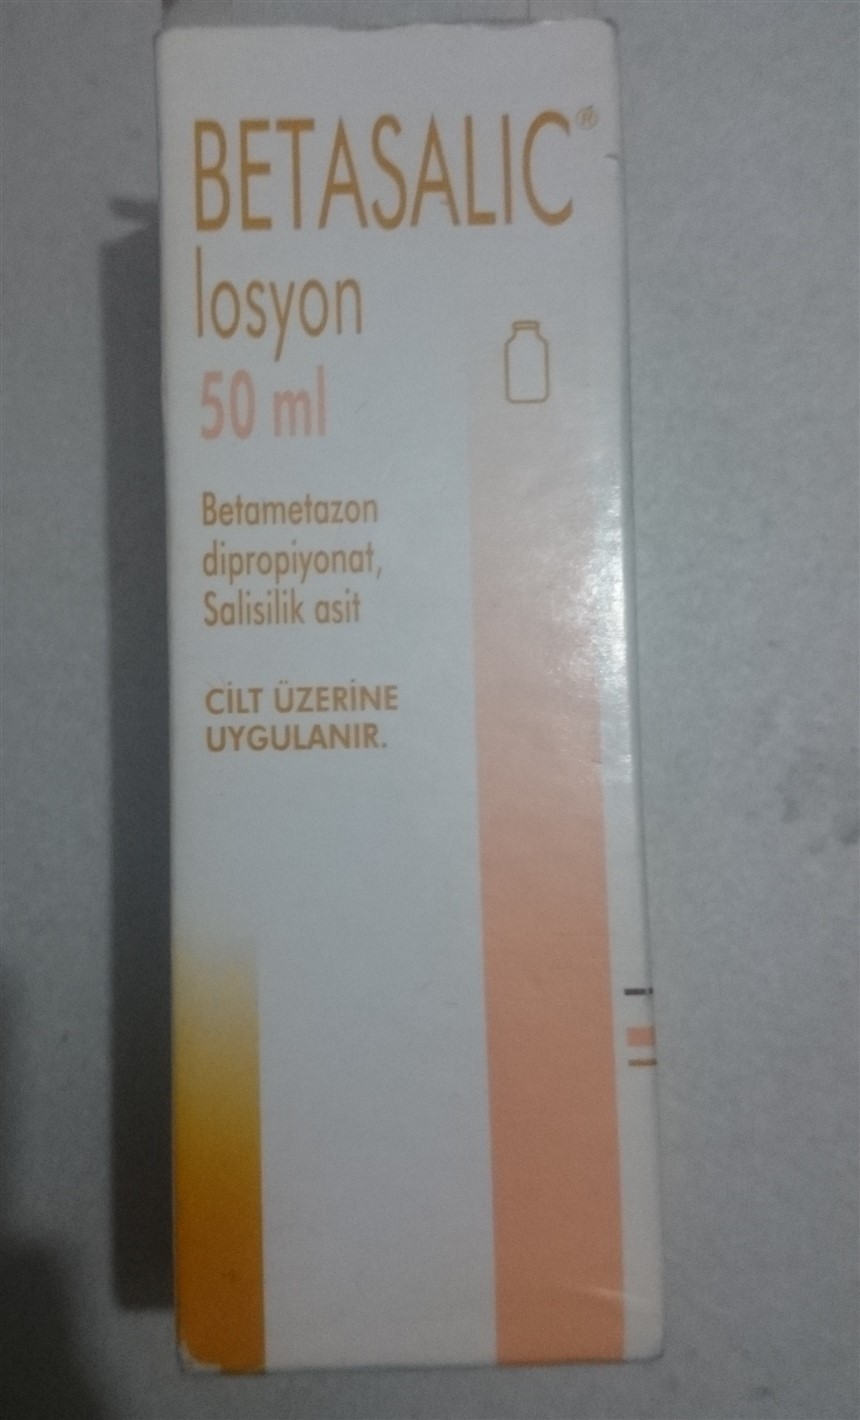 BETASALIC®
losyon
50 ml
Betametazon
dipropiyonat,
Salisilik asit
CİLT ÜZERİNE
UYGULANIR.